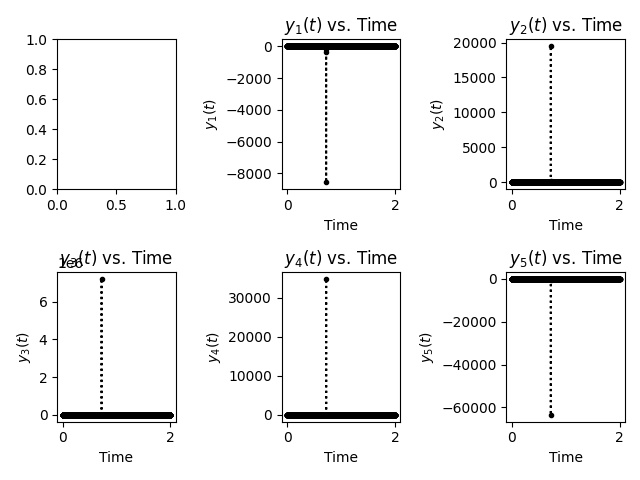 y₁(t) vs. Time
y₂(t) vs. Time
1.0
0.8
0.6
0.4
0.2
0.0
0.0 0.5 1.0
0
−2000
−4000
−6000
−8000
y₁(t)
0 2
Time
20000
15000
10000
5000
0
y₂(t)
0 2
Time
y₃(t) vs. Time
1e6
y₄(t) vs. Time
y₅(t) vs. Time
6
4
2
0
y₃(t)
0 2
Time
30000
20000
10000
0
y₄(t)
0 2
Time
0
−20000
−40000
−60000
y₅(t)
0 2
Time